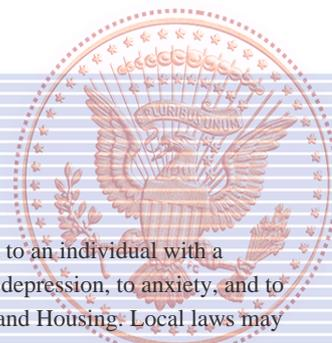 PLURIBUS UNUM
to an individual with a
depression, to anxiety, and to
and Housing. Local laws may